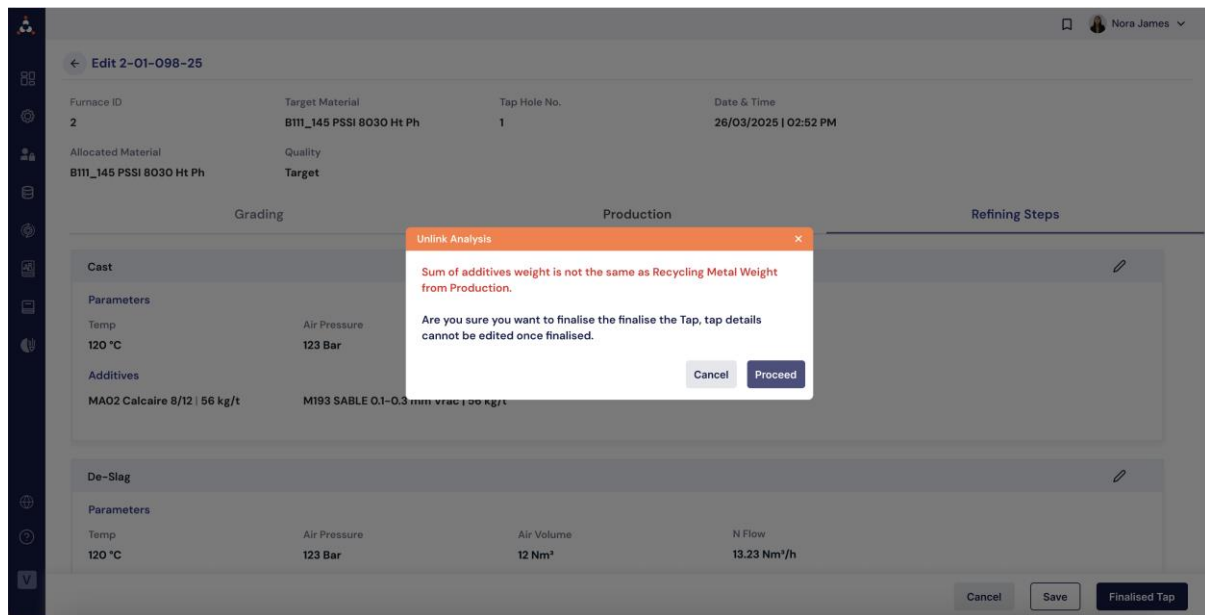 Nora James
Edit 2-01-098-25
Furnace ID
Target Material
Tap Hole No.
Date & Time
2
B111_145 PSSI 8030 Ht Ph
1
26/03/2025 | 02:52 PM
Allocated Material
Quality
B111_145 PSSI 8030 Ht Ph
Target
Grading
Production
Refining Steps
Unlink Analysis
Sum of additives weight is not the same as Recycling Metal Weight
from Production.
Are you sure you want to finalise the finalise the Tap, tap details
cannot be edited once finalised.
Cancel
Proceed
Cast
Parameters
Temp
Air Pressure
120 °C
123 Bar
Additives
MA02 Calcaire 8/12 | 56 kg/t
M193 SABLE 0.1-0.3 mm Vrac | 56 kg/t
De-Slag
Parameters
Temp
Air Pressure
Air Volume
N Flow
120 °C
123 Bar
12 Nm³
13.23 Nm³/h
V
Cancel
Save
Finalised Tap